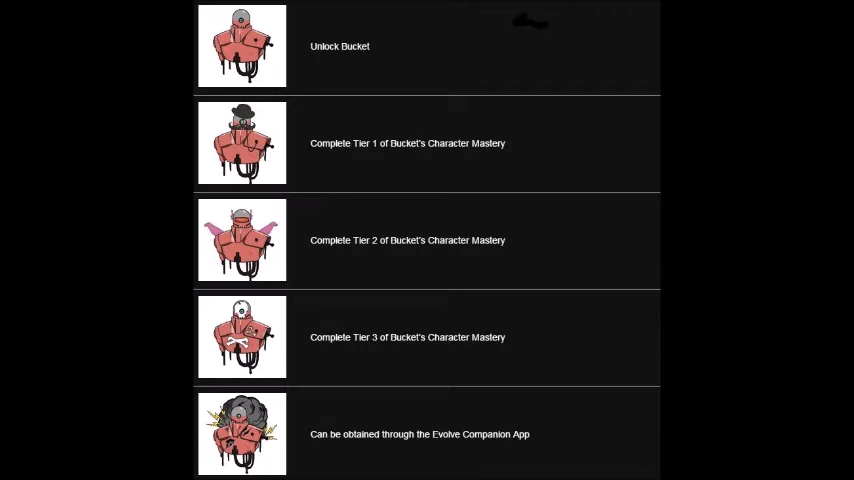 Unlock Bucket
Complete Tier 1 of Bucket's Character Mastery
Complete Tier 2 of Bucket's Character Mastery
Complete Tier 3 of Bucket's Character Mastery
Can be obtained through the Evolve Companion App